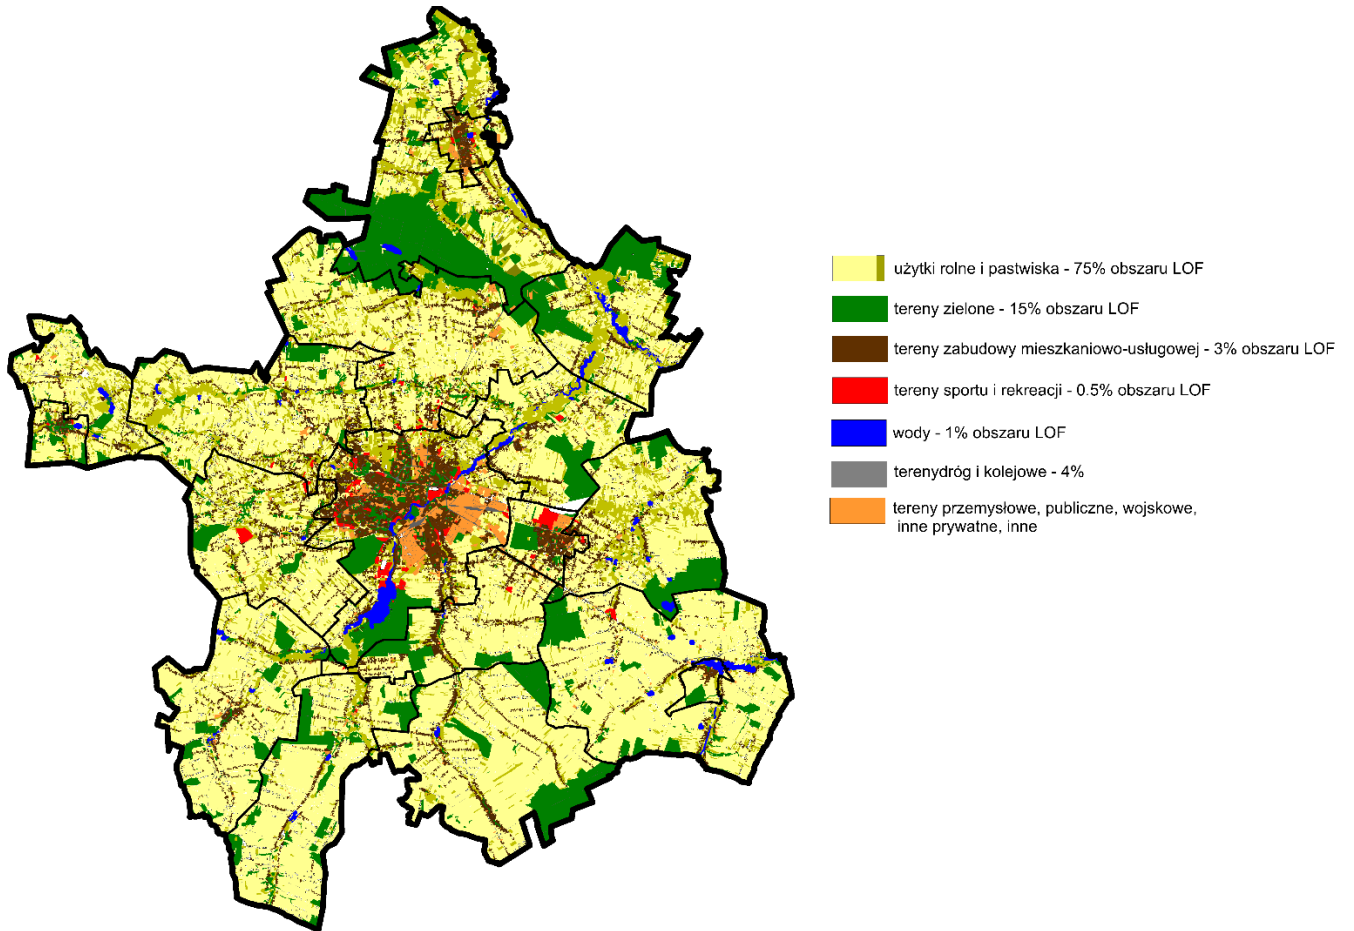 użytki rolne i pastwiska - 75% obszaru LOF
tereny zielone - 15% obszaru LOF
tereny zabudowy mieszkaniowo-usługowej - 3% obszaru LOF
tereny sportu i rekreacji - 0.5% obszaru LOF
wody - 1% obszaru LOF
terenydróg i kolejowe - 4%
tereny przemysłowe, publiczne, wojskowe,
inne prywatne, inne